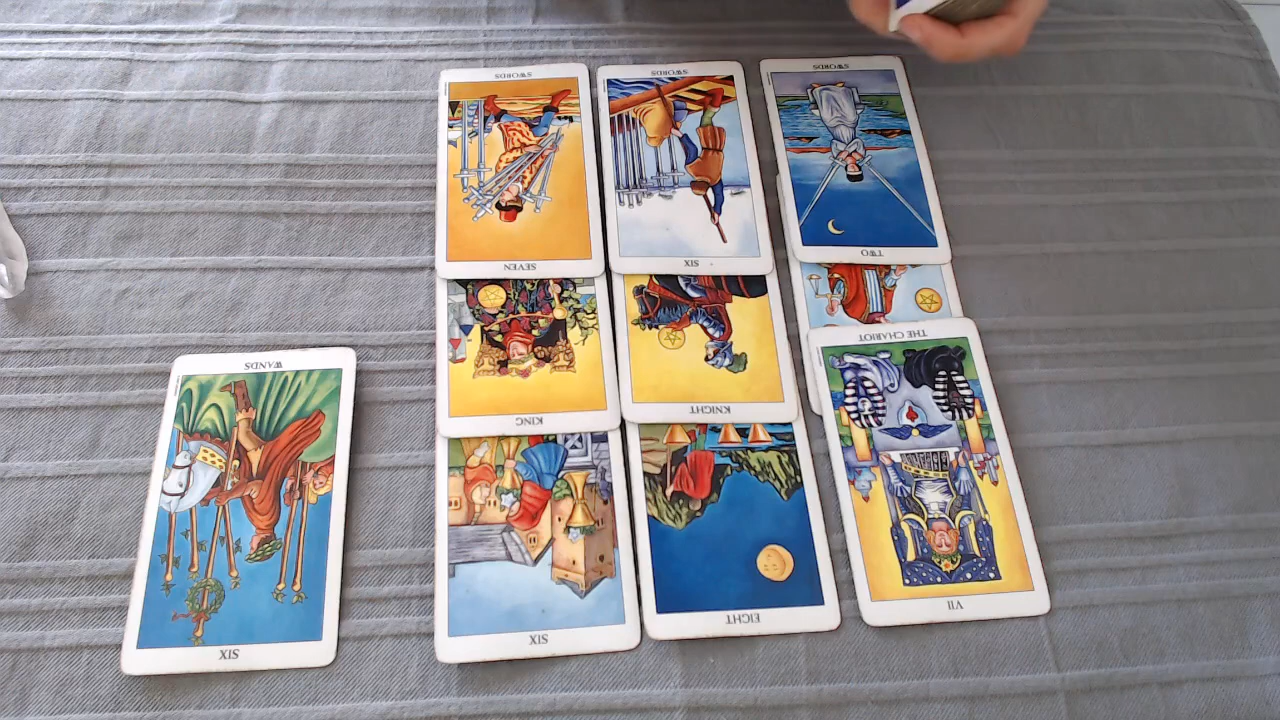 SWORDS
SWORDS
SWORDS
SEVEN
SIX
TWO
THE CHARIOT
WANDS
KING
KNIGHT
SIX
EIGHT
VII
SIX